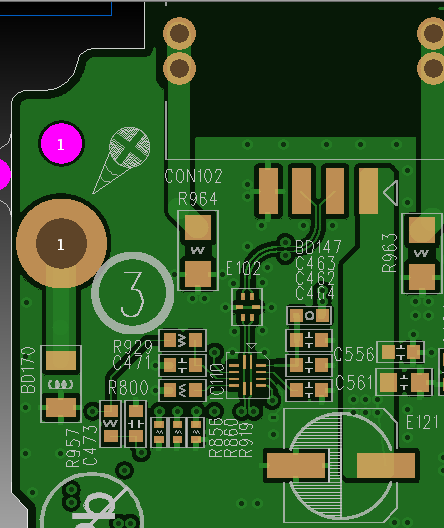 1
CON102
R964
1
R963
BD147
C463
C462
C464
E102
3
R929
C471
C110
C556
BD170
R800
C561
E121
R957
C473
R856
R860
R919